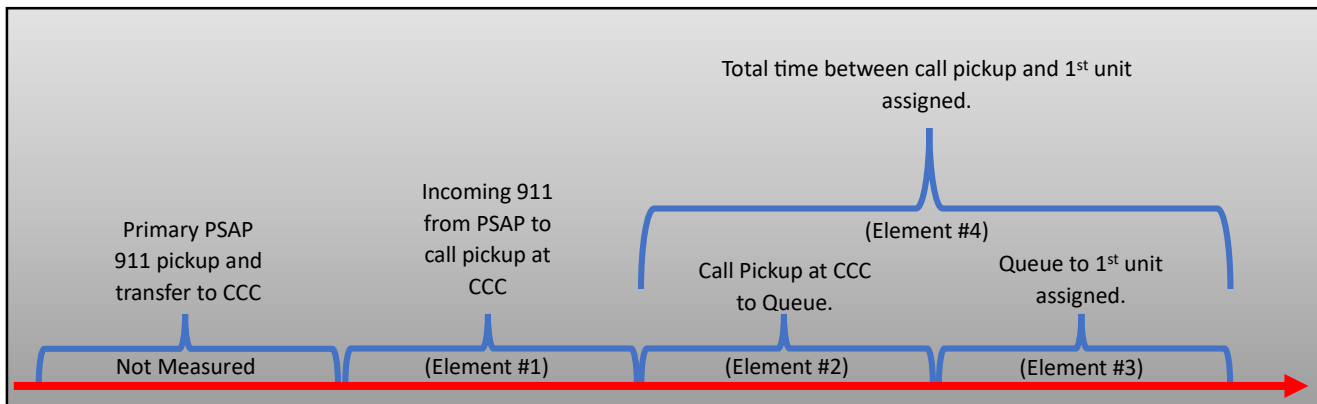 Total time between call pickup and 1st unit
assigned.
Incoming 911
from PSAP to
call pickup at
CCC
Primary PSAP
911 pickup and
transfer to CCC
(Element #4)
Call Pickup at CCC
to Queue.
Queue to 1st unit
assigned.
Not Measured
(Element #1)
(Element #2)
(Element #3)